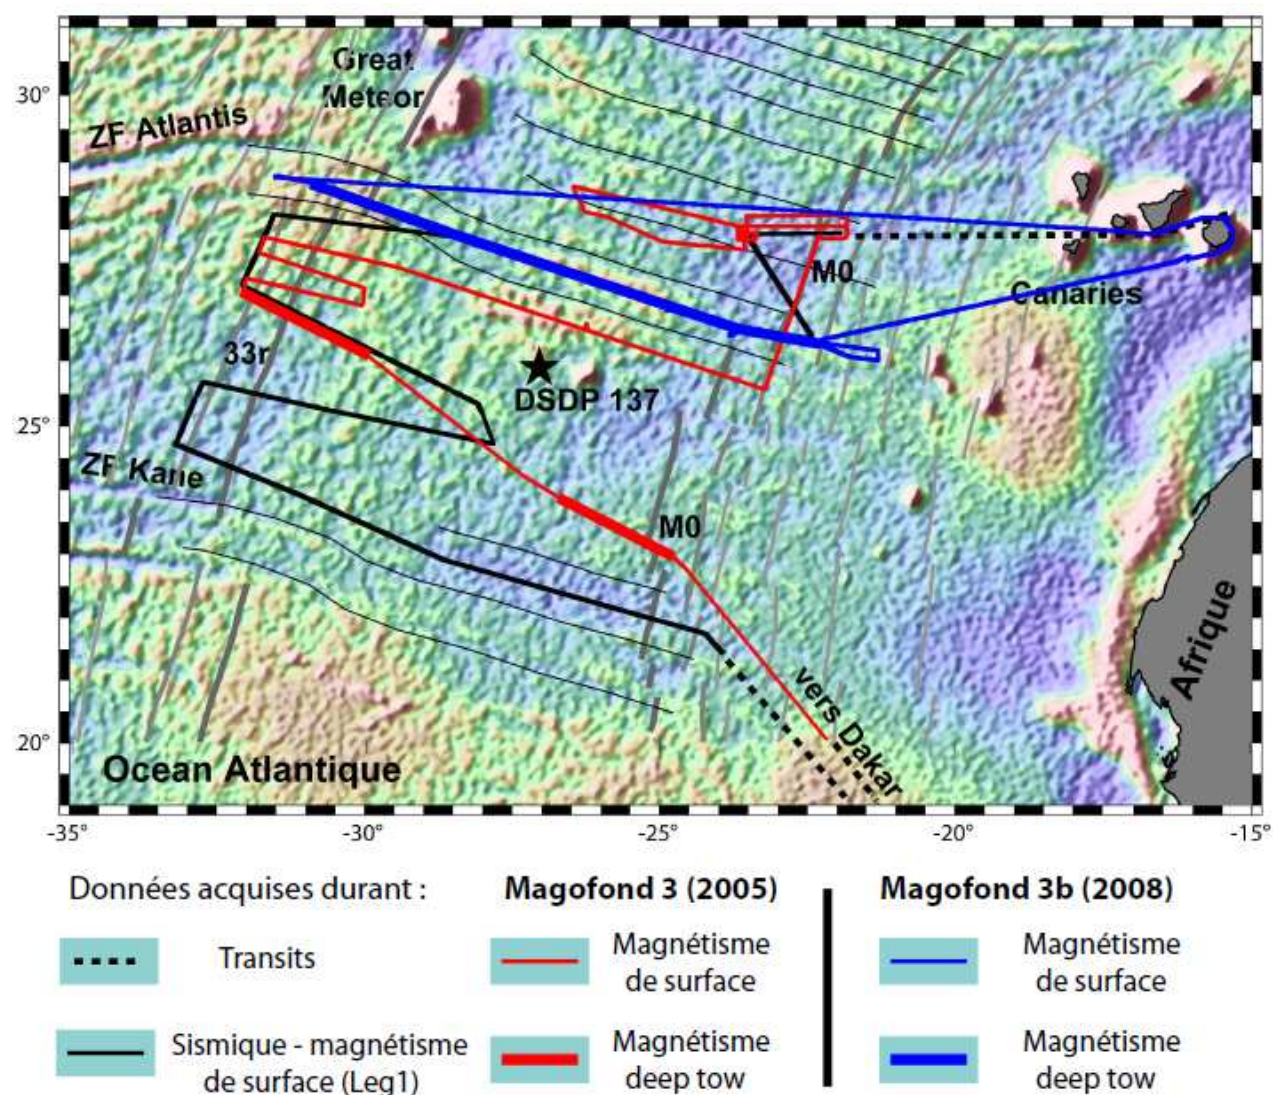 Great
Meteor
30°
ZF Atlantis
M0
Canaries
33r
DSDP 137
25°
ZF Kane
M0
Afrique
vers Dakar
20°
Ocean Atlantique
-35°
-30°
-25°
-20°
-15°
Données acquises durant :
Magofond 3 (2005)
Magofond 3b (2008)
Transits
Magnétisme
de surface
Magnétisme
de surface
Sismique - magnétisme
de surface (Leg1)
Magnétisme
deep tow
Magnétisme
deep tow